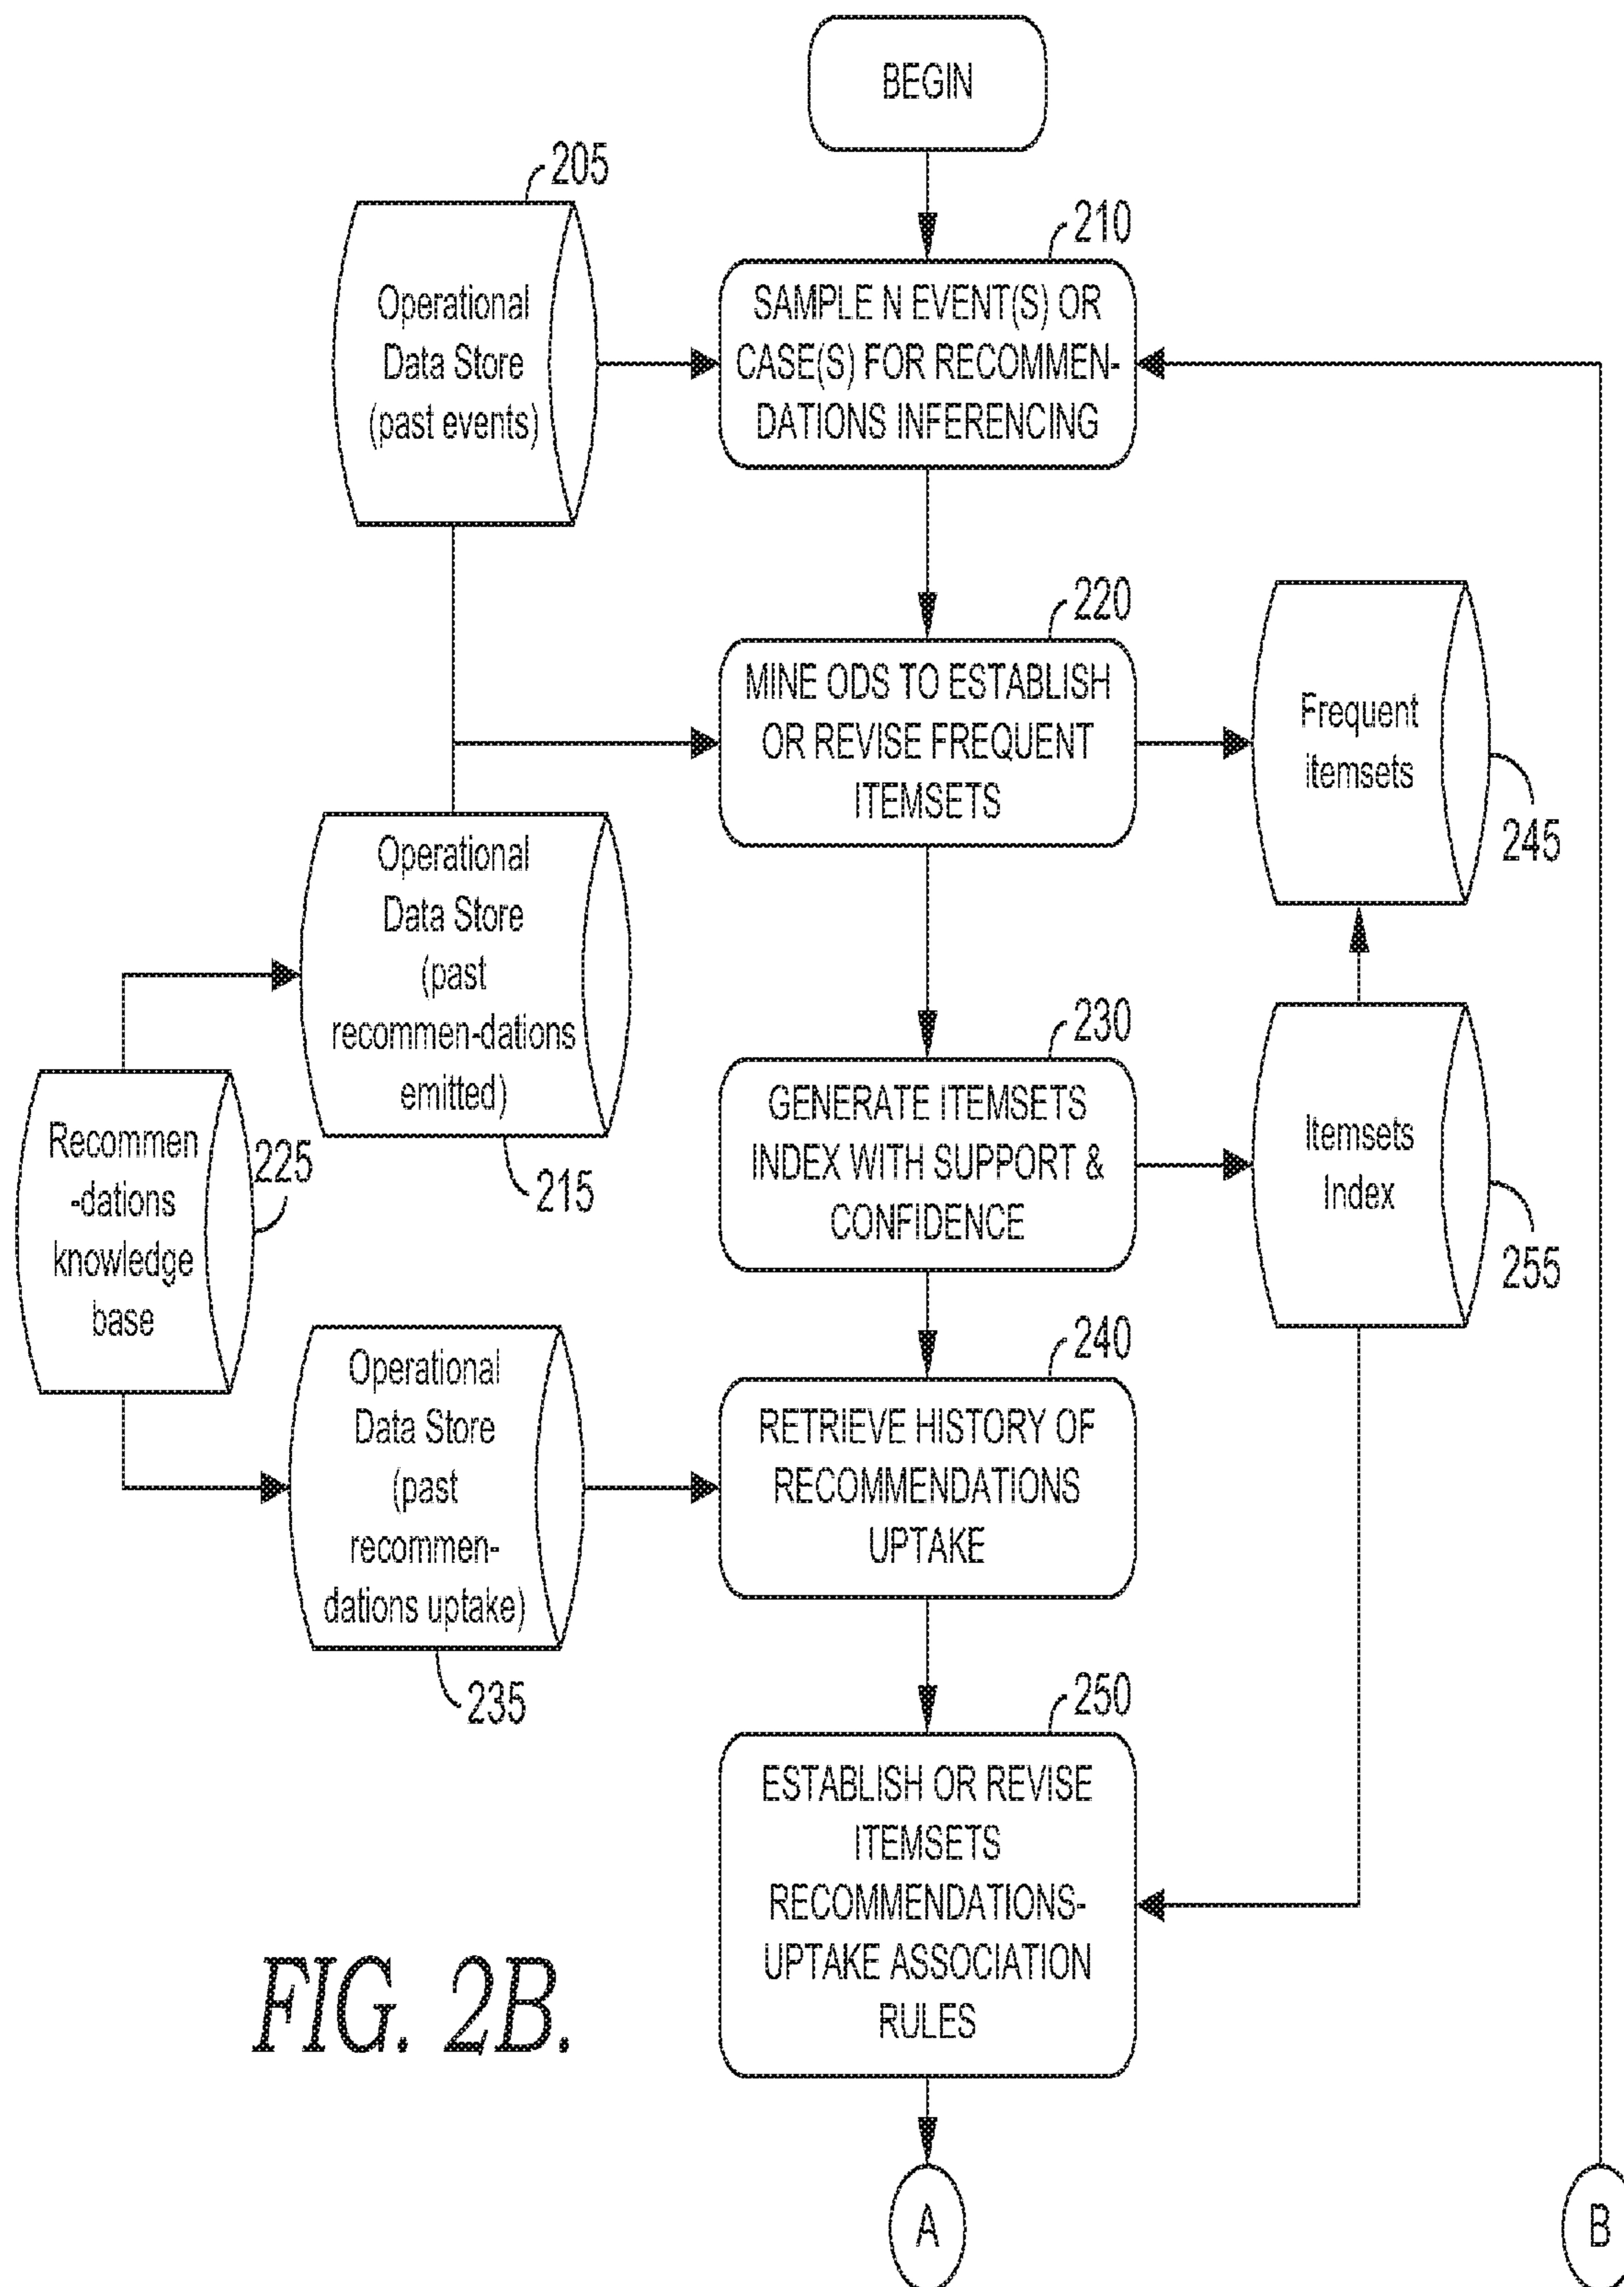 BEGIN
205
210
Operational
Data Store
(past events)
SAMPLE N EVENT(S) OR
CASE(S) FOR RECOMMEN-
DATIONS INFERENCING
220
MINE ODS TO ESTABLISH
OR REVISE FREQUENT
ITEMSETS
Frequent
itemsets
245
Operational
Data Store
(past
recommen-dations
emitted)
215
230
GENERATE ITEMSETS
INDEX WITH SUPPORT &
CONFIDENCE
Itemsets
Index
255
Recommen
-dations
knowledge
base
225
240
Operational
Data Store
(past
recommen-
dations uptake)
235
RETRIEVE HISTORY OF
RECOMMENDATIONS
UPTAKE
250
ESTABLISH OR REVISE
ITEMSETS
RECOMMENDATIONS-
UPTAKE ASSOCIATION
RULES
FIG. 2B.
A
B